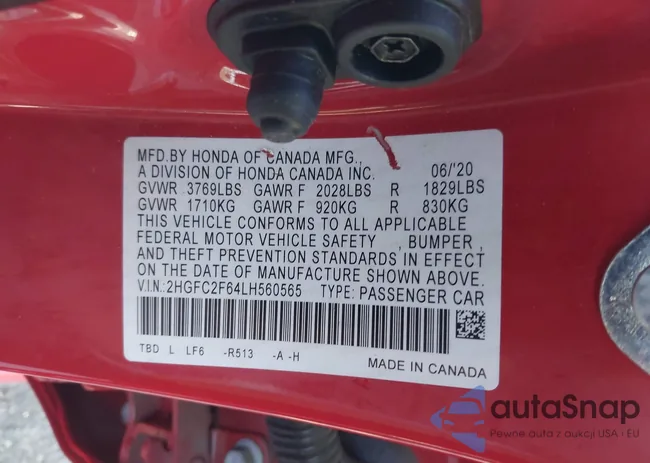 MFD.BY HONDA OF CANADA MFG.,
A DIVISION OF HONDA CANADA INC. 06/'20
GVWR 3769LBS GAWR F 2028LBS R 1829LBS
GVWR 1710KG GAWR F 920KG R 830KG
THIS VEHICLE CONFORMS TO ALL APPLICABLE
FEDERAL MOTOR VEHICLE SAFETY , BUMPER ,
AND THEFT PREVENTION STANDARDS IN EFFECT
ON THE DATE OF MANUFACTURE SHOWN ABOVE.
V.I.N.: 2HGFC2F64LH560565 TYPE: PASSENGER CAR
TBD L LF6 -R513 -A -H
MADE IN CANADA
autaSnap
Pewne auta z aukcji USA i EU